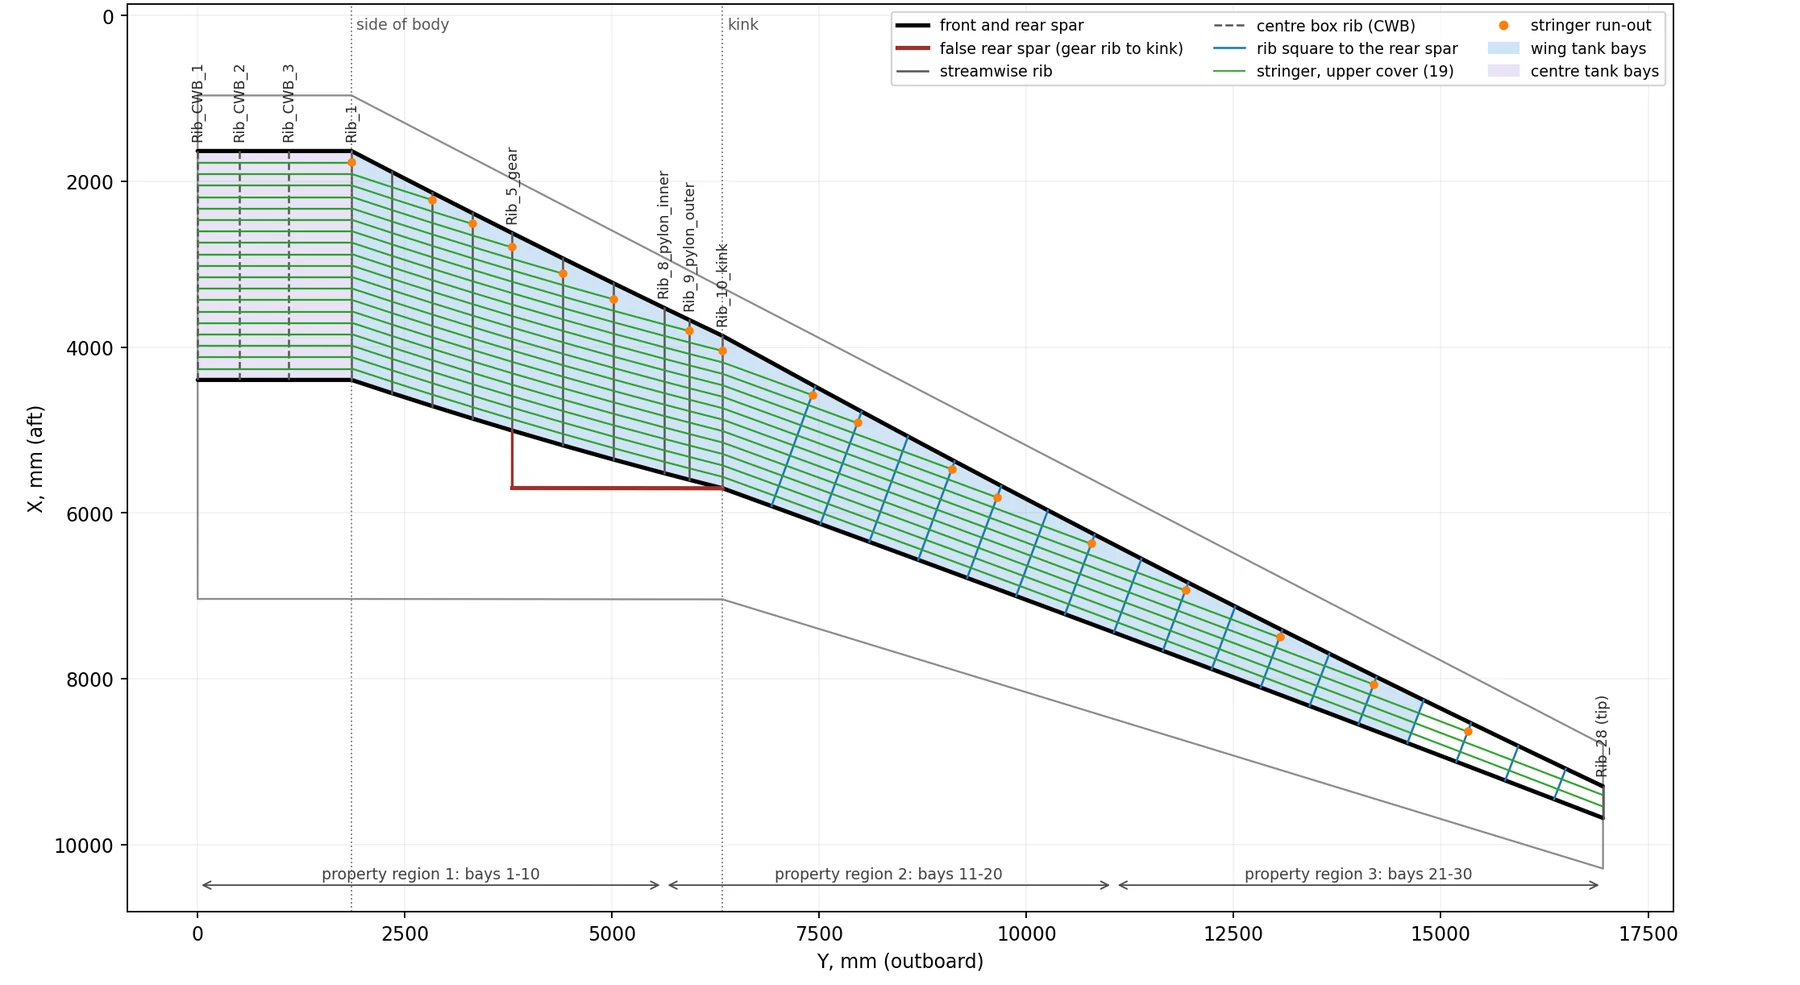 side of body
kink
front and rear spar
false rear spar (gear rib to kink)
streamwise rib
centre box rib (CWB)
rib square to the rear spar
stringer, upper cover (19)
stringer run-out
wing tank bays
centre tank bays
Rib_CWB_1
Rib_CWB_2
Rib_CWB_3
Rib_1
Rib_5_gear
Rib_8_pylon_inner
Rib_9_pylon_outer
Rib_10_kink
Rib_28 (tip)
0
2000
4000
6000
8000
10000
X, mm (aft)
property region 1: bays 1-10
property region 2: bays 11-20
property region 3: bays 21-30
0
2500
5000
7500
10000
12500
15000
17500
Y, mm (outboard)